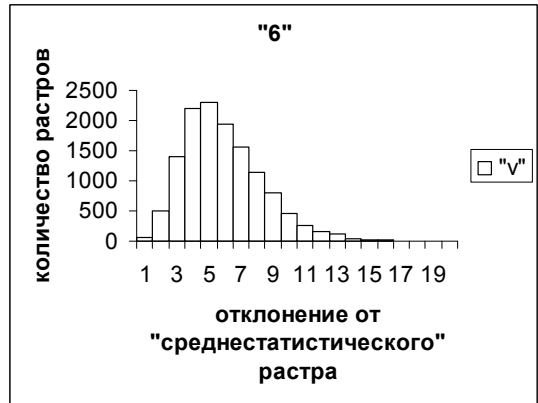 "6"
количество растров
2500
2000
1500
1000
500
0
1 3 5 7 9 11 13 15 17 19
отклонение от
"среднестатистического"
растра
"v"